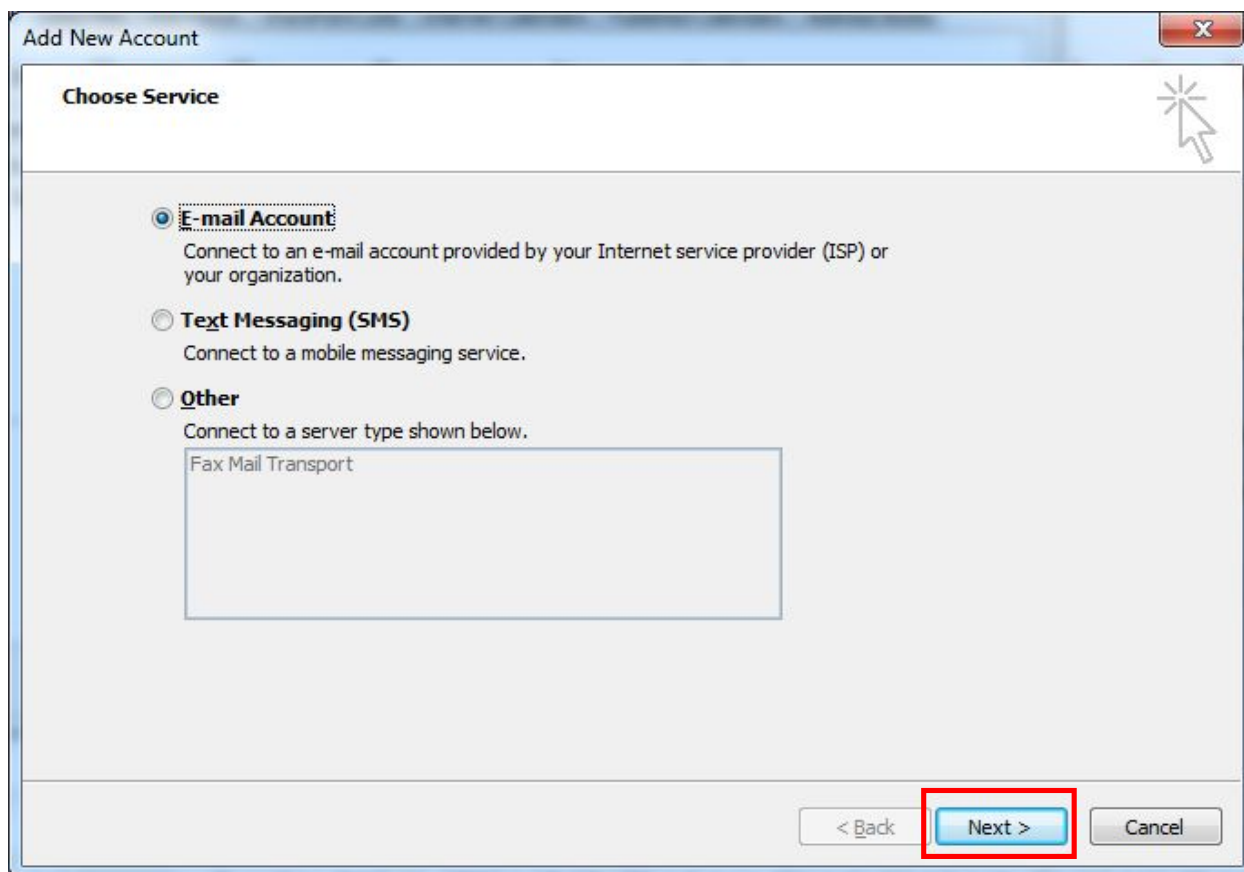 Add New Account
Choose Service
E-mail Account
Connect to an e-mail account provided by your Internet service provider (ISP) or
your organization.
Text Messaging (SMS)
Connect to a mobile messaging service.
Other
Connect to a server type shown below.
Fax Mail Transport
< Back Next > Cancel